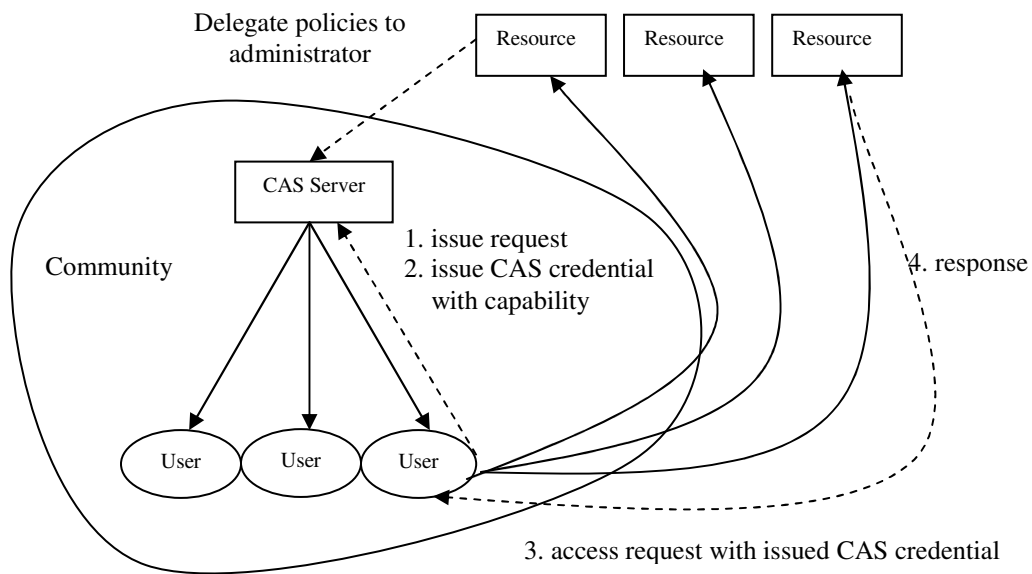 Delegate policies to
administrator
Resource
Resource
Resource
CAS Server
1. issue request
2. issue CAS credential
with capability
Community
4. response
User
User
User
3. access request with issued CAS credential